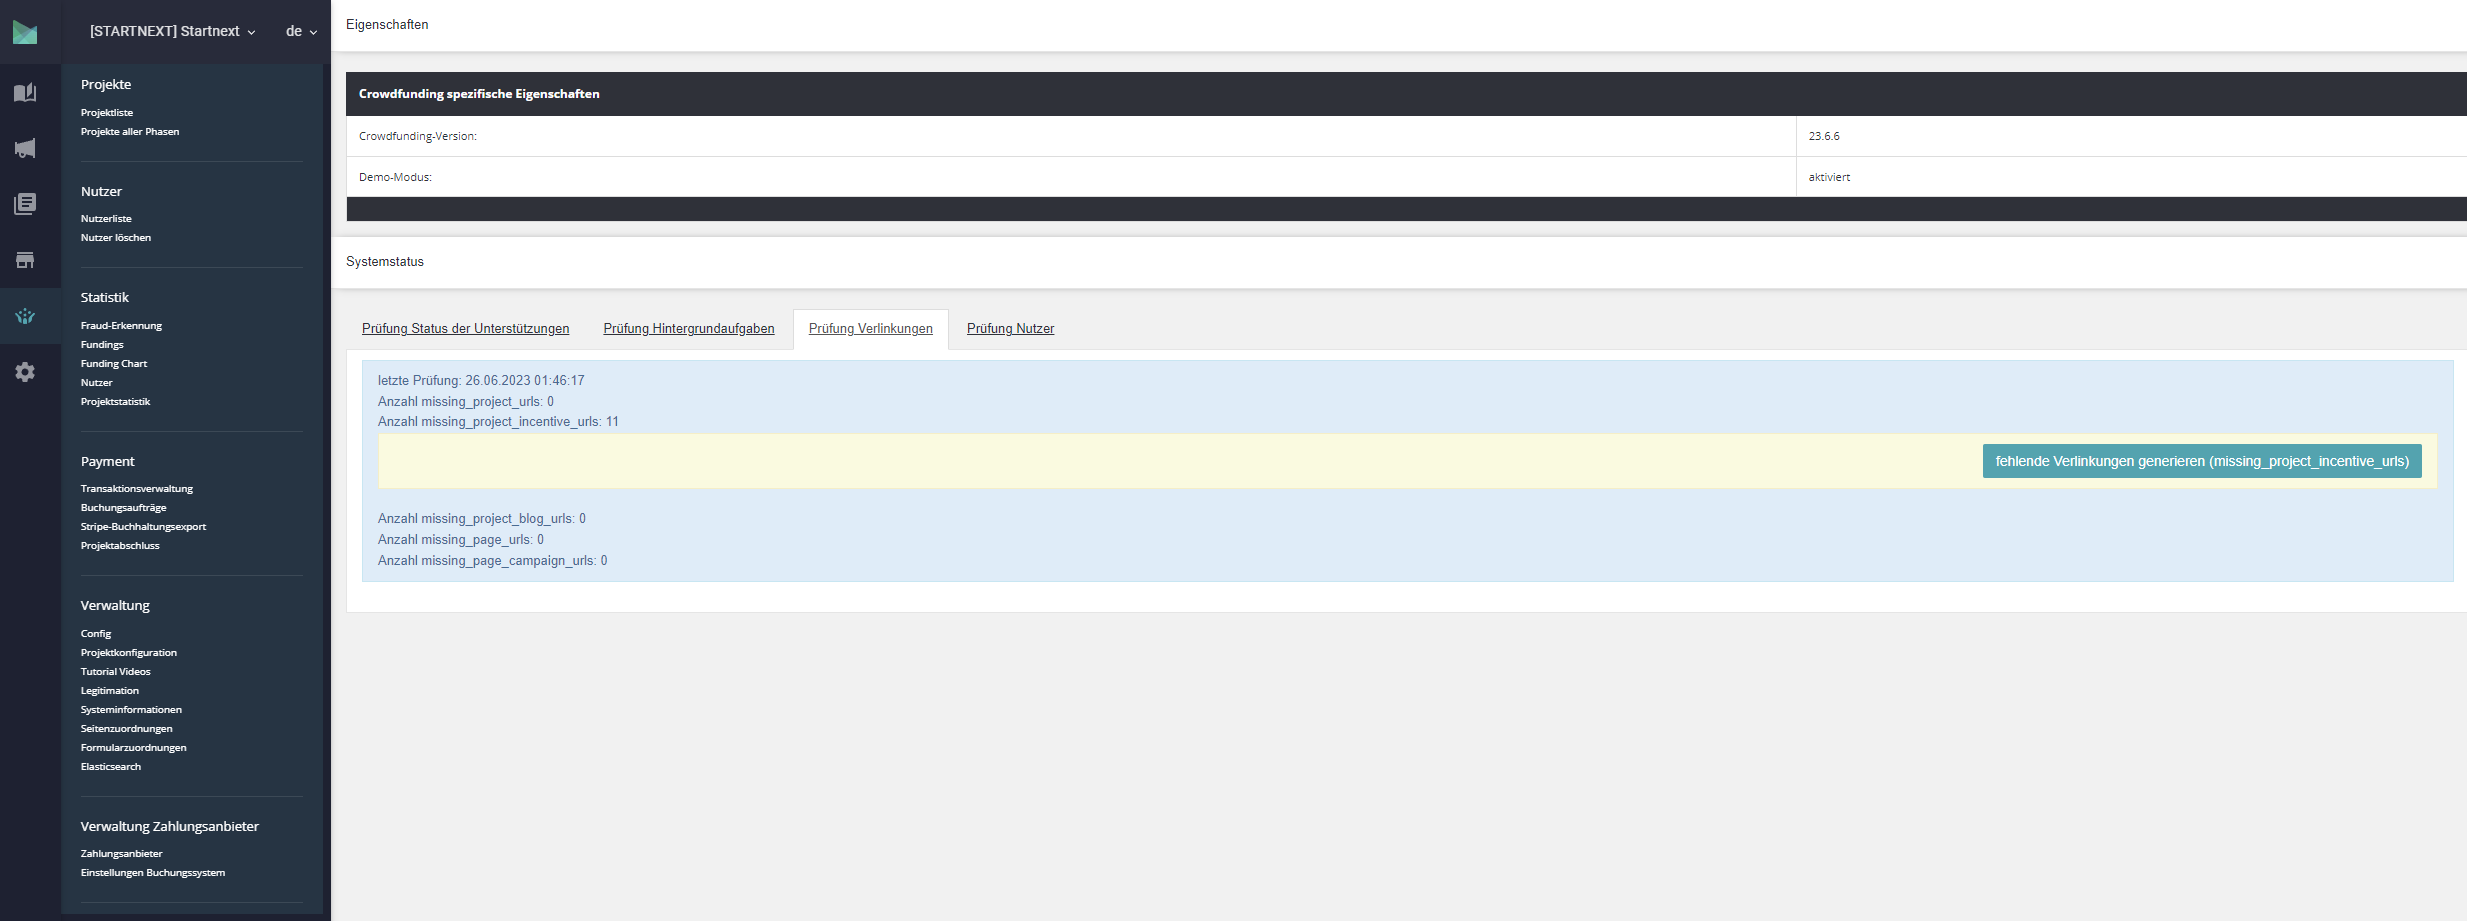 [STARTNEXT] Startnext
de
Projekte
Projektliste
Projekte aller Phasen
Nutzer
Nutzerliste
Nutzer löschen
Statistik
Fraud-Erkennung
Fundings
Funding Chart
Nutzer
Projektstatistik
Payment
Transaktionsverwaltung
Buchungsaufträge
Stripe-Buchhaltungsexport
Projektabschluss
Verwaltung
Config
Projektkonfiguration
Tutorial Videos
Legitimation
Systeminformationen
Seitenzuordnungen
Formularzuordnungen
Elasticsearch
Verwaltung Zahlungsanbieter
Zahlungsanbieter
Einstellungen Buchungssystem
Eigenschaften
Crowdfunding spezifische Eigenschaften
Crowdfunding-Version:
23.6.6
Demo-Modus:
aktiviert
Systemstatus
Prüfung Status der Unterstützungen
Prüfung Hintergrundaufgaben
Prüfung Verlinkungen
Prüfung Nutzer
letzte Prüfung: 26.06.2023 01:46:17
Anzahl missing_project_urls: 0
Anzahl missing_project_incentive_urls: 11
fehlende Verlinkungen generieren (missing_project_incentive_urls)
Anzahl missing_project_blog_urls: 0
Anzahl missing_page_urls: 0
Anzahl missing_page_campaign_urls: 0